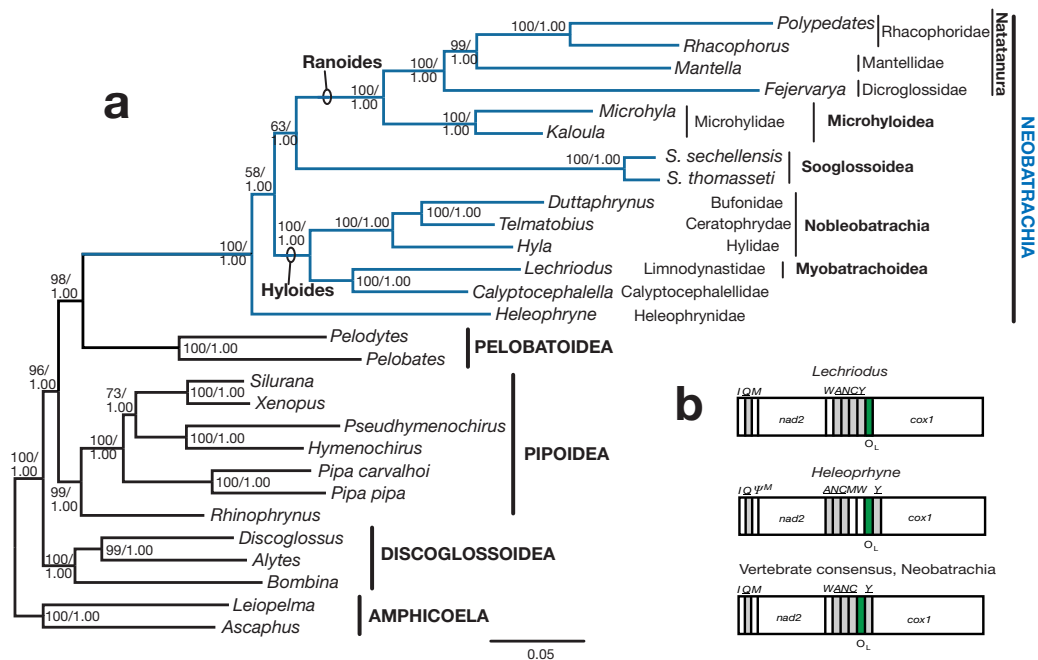 a
Polypedates
Rhacophorus
Rhacophoridae
Mantella
Mantellidae
Fejervarya
Dicroglossidae
Natatanura
Microhyla
Kaloula
Microhylidae
Microhyloidea
S. sechellensis
S. thomasseti
Sooglossoidea
Duttaphrynus
Bufonidae
Telmatobius
Ceratophrydae
Hyla
Hylidae
Nobleobatrachia
Lechriodus
Limnodynastidae
Myobatrachoidea
Calyptocephalella
Calyptocephalellidae
Heleophryne
Heleophrynidae
NEOBATRACHIA
Ranoides
Hyloides
100/1.00
99/
1.00
100/
1.00
100/
1.00
100/
1.00
63/
1.00
100/1.00
58/
1.00
100/1.00
100/1.00
100/
1.00
100/1.00
100/
1.00
98/
1.00
Pelodytes
Pelobates
100/1.00
PELOBATOIDEA
96/
1.00
Silurana
Xenopus
100/1.00
73/
1.00
Pseudhymenochirus
Hymenochirus
100/1.00
100/
1.00
Pipa carvalhoi
Pipa pipa
100/1.00
PIPOIDEA
100/
1.00
99/
1.00
Rhinophrynus
Discoglossus
Alytes
99/1.00
Bombina
100/
1.00
DISCOGLOSSOIDEA
Leiopelma
Ascaphus
100/1.00
AMPHICOELA
0.05
b
Lechriodus
I Q M
W A N C Y
nad2
cox1
OL
Heleoprhyne
I Q ΨM
A N C M W Y
nad2
cox1
OL
Vertebrate consensus, Neobatrachia
I Q M
W A N C Y
nad2
cox1
OL